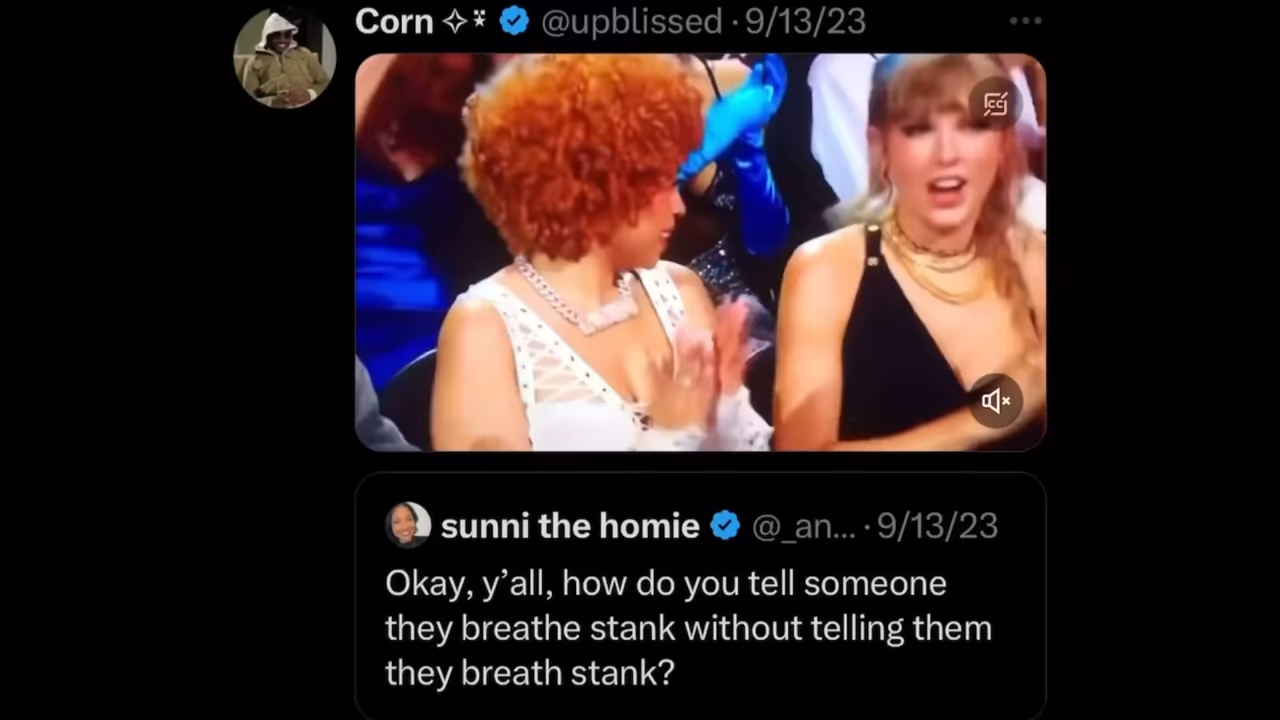 Corn ✧ @upblissed · 9/13/23
CC
sunni the homie @_an... · 9/13/23
Okay, y’all, how do you tell someone
they breathe stank without telling them
they breath stank?